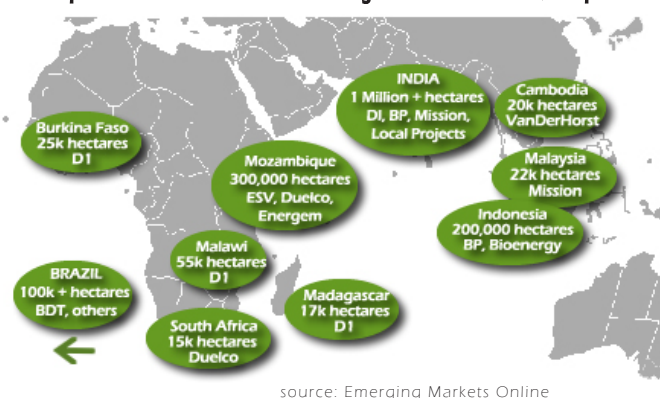 INDIA
1 Million + hectares
DI, BP, Mission,
Local Projects
Cambodia
20k hectares
VanDerHorst
Burkina Faso
25k hectares
D1
Mozambique
300,000 hectares
ESV, Duelco,
Energem
Malaysia
22k hectares
Mission
Indonesia
200,000 hectares
BP, Bioenergy
Malawi
55k hectares
D1
BRAZIL
100k + hectares
BDT, others
Madagascar
17k hectares
D1
South Africa
15k hectares
Duelco
source: Emerging Markets Online